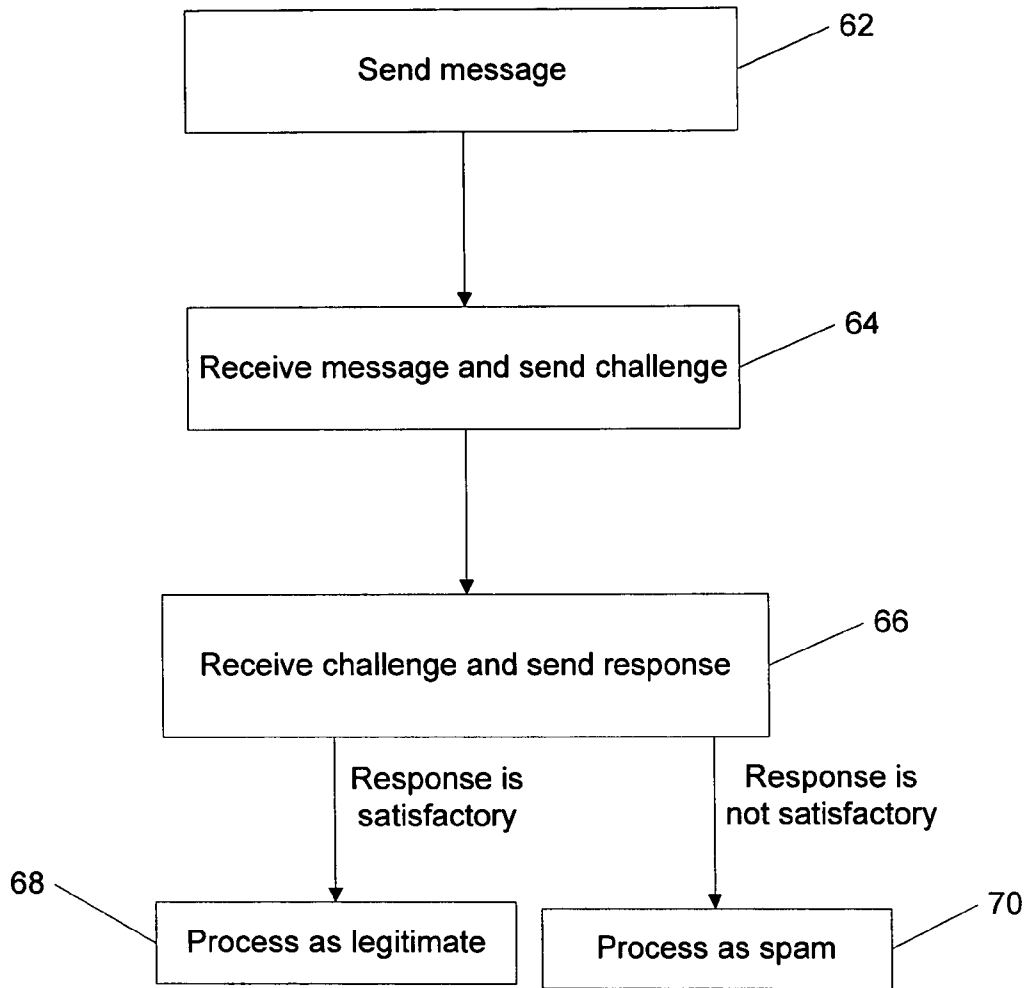 62
Send message
64
Receive message and send challenge
66
Receive challenge and send response
Response is
satisfactory
Response is
not satisfactory
68
Process as legitimate
70
Process as spam